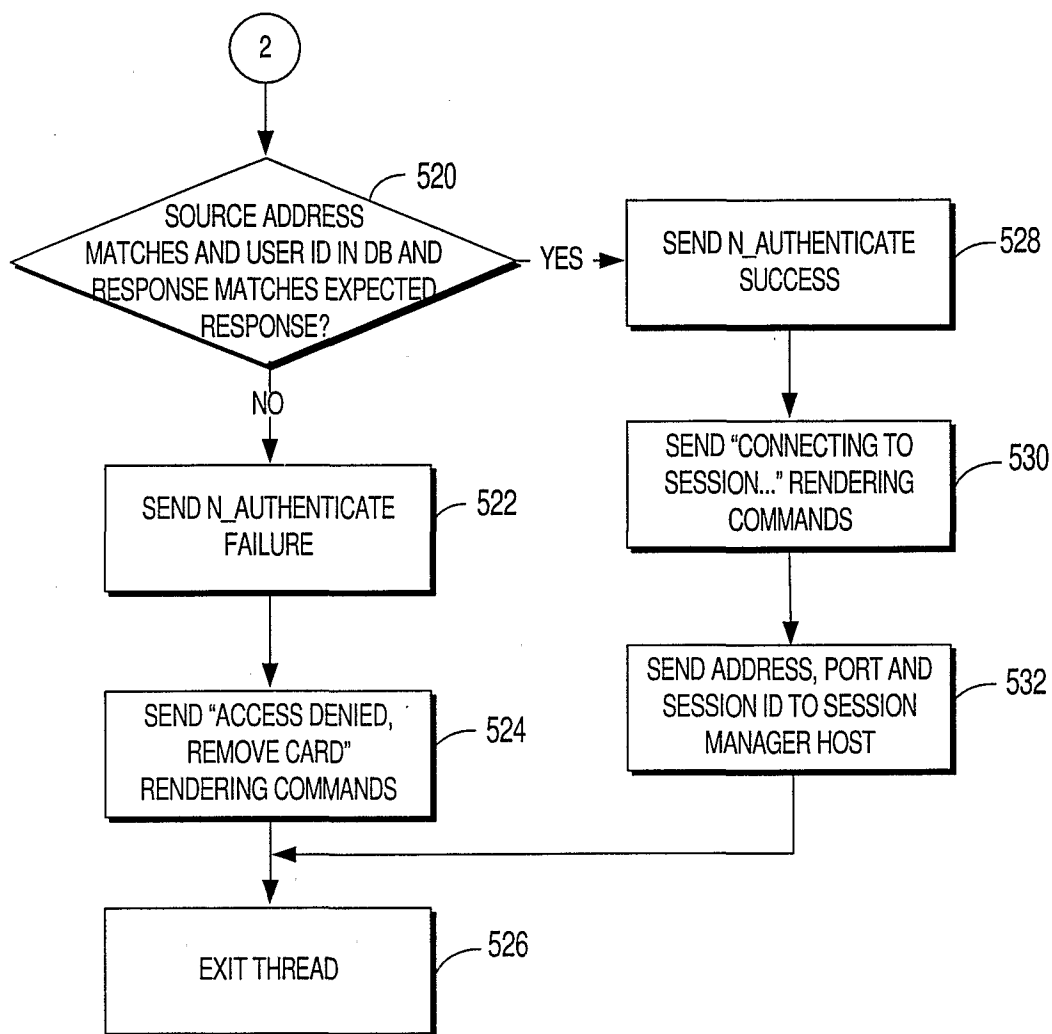 2
520
SOURCE ADDRESS
MATCHES AND USER ID IN DB AND
RESPONSE MATCHES EXPECTED
RESPONSE?
YES
SEND N_AUTHENTICATE
SUCCESS
528
NO
SEND N_AUTHENTICATE
FAILURE
522
SEND “CONNECTING TO
SESSION...” RENDERING
COMMANDS
530
SEND “ACCESS DENIED,
REMOVE CARD”
RENDERING COMMANDS
524
SEND ADDRESS, PORT AND
SESSION ID TO SESSION
MANAGER HOST
532
EXIT THREAD
526